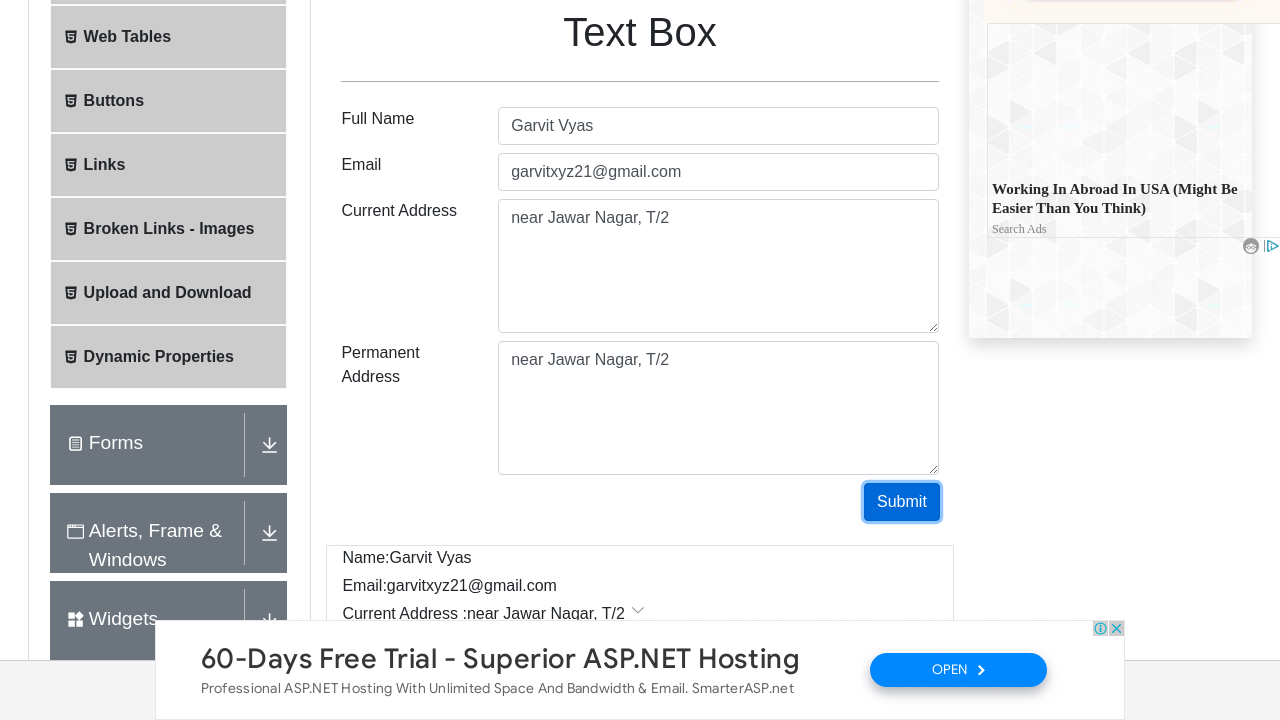 Web Tables
Buttons
Links
Broken Links - Images
Upload and Download
Dynamic Properties
Forms
Alerts, Frame &
Windows
Widgets
Text Box
Full Name
Garvit Vyas
Email
garvitxyz21@gmail.com
Current Address
near Jawar Nagar, T/2
Permanent
Address
near Jawar Nagar, T/2
Submit
Name:Garvit Vyas
Email:garvitxyz21@gmail.com
Current Address :near Jawar Nagar, T/2
Working In Abroad In USA (Might Be
Easier Than You Think)
Search Ads
60-Days Free Trial - Superior ASP.NET Hosting
Professional ASP.NET Hosting With Unlimited Space And Bandwidth & Email. SmarterASP.net
OPEN